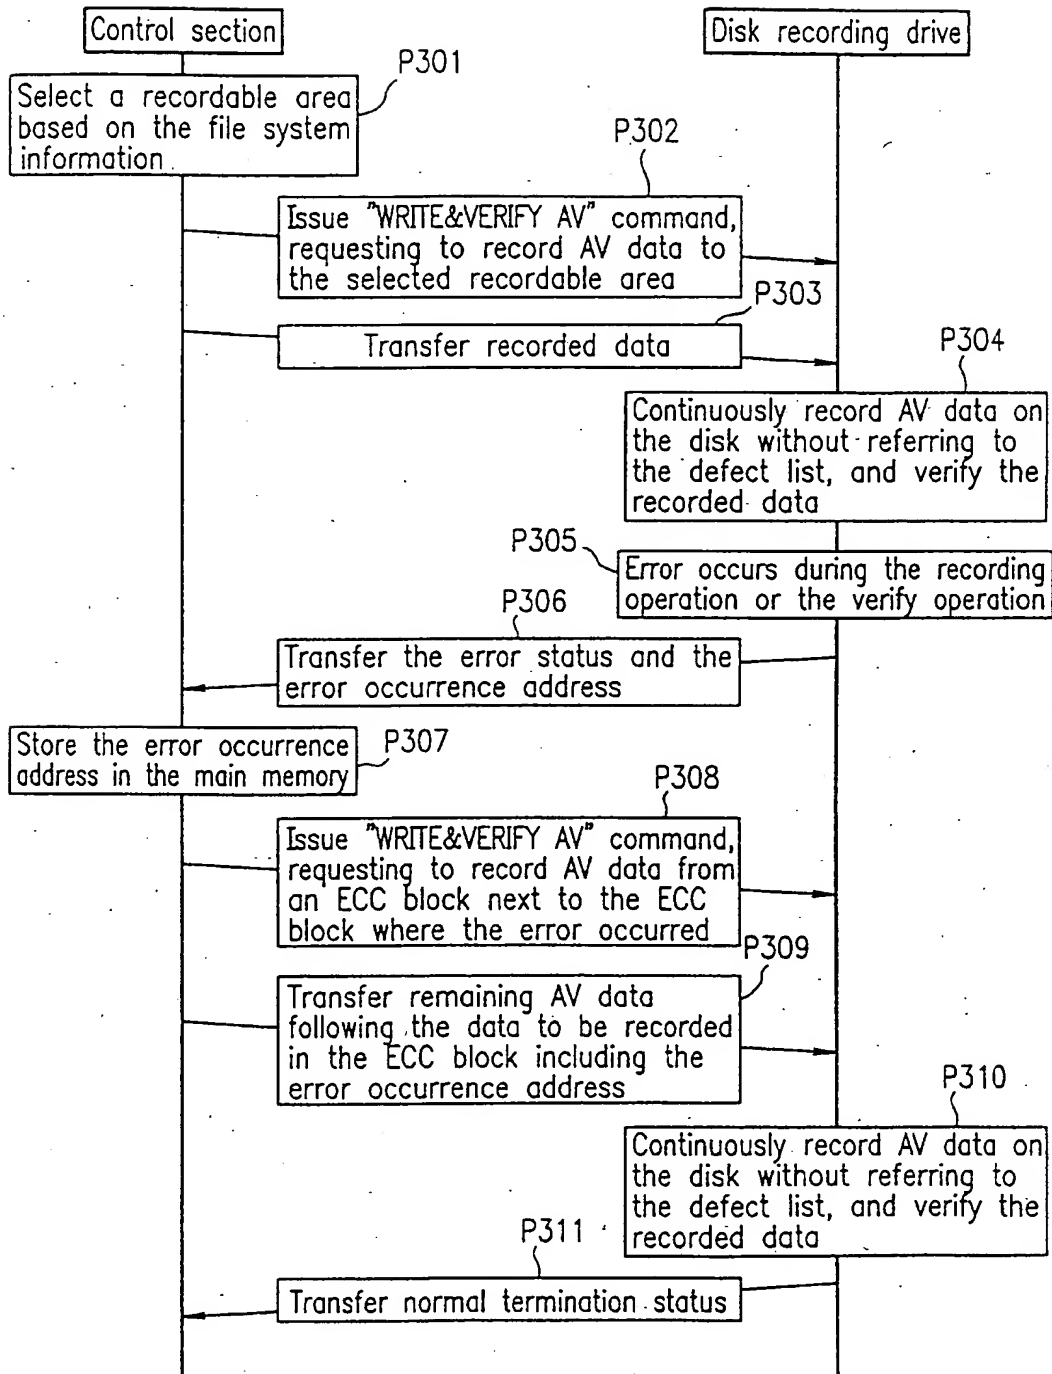 Control section
Disk recording drive
P301
Select a recordable area
based on the file system
information
P302
Issue "WRITE&VERIFY AV" command,
requesting to record AV data to
the selected recordable area
P303
Transfer recorded data
P304
Continuously record AV data on
the disk without referring to
the defect list, and verify the
recorded data
P305
Error occurs during the recording
operation or the verify operation
P306
Transfer the error status and the
error occurrence address
Store the error occurrence
address in the main memory
P307
P308
Issue "WRITE&VERIFY AV" command,
requesting to record AV data from
an ECC block next to the ECC
block where the error occurred
P309
Transfer remaining AV data
following the data to be recorded
in the ECC block including the
error occurrence address
P310
Continuously record AV data on
the disk without referring to
the defect list, and verify the
recorded data
P311
Transfer normal termination status